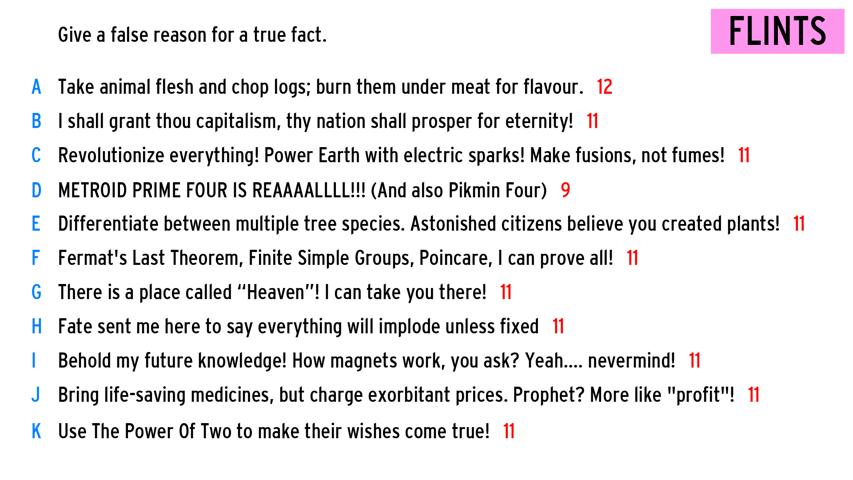 FLINTS
Give a false reason for a true fact.
A Take animal flesh and chop logs; burn them under meat for flavour. 12
B I shall grant thou capitalism, thy nation shall prosper for eternity! 11
C Revolutionize everything! Power Earth with electric sparks! Make fusions, not fumes! 11
D METROID PRIME FOUR IS REAAAALLLL!!! (And also Pikmin Four) 9
E Differentiate between multiple tree species. Astonished citizens believe you created plants! 11
F Fermat's Last Theorem, Finite Simple Groups, Poincare, I can prove all! 11
G There is a place called “Heaven”! I can take you there! 11
H Fate sent me here to say everything will implode unless fixed 11
I Behold my future knowledge! How magnets work, you ask? Yeah.... nevermind! 11
J Bring life-saving medicines, but charge exorbitant prices. Prophet? More like "profit"! 11
K Use The Power Of Two to make their wishes come true! 11